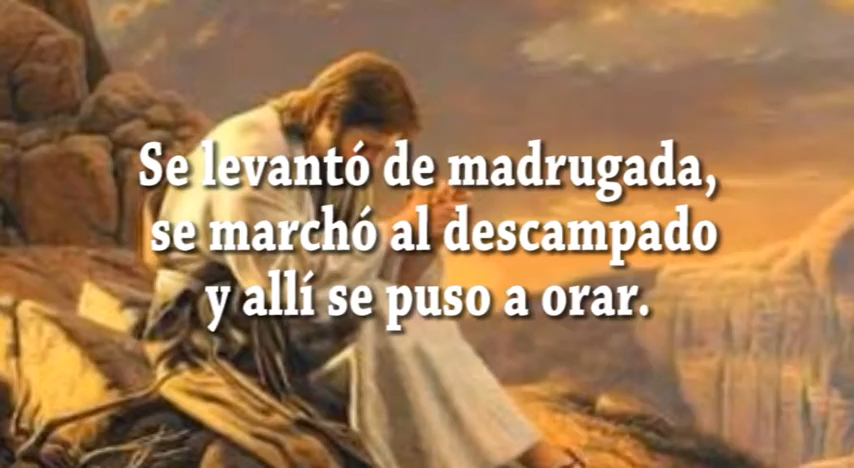 Se levantó de madrugada,
se marchó al descampado
y allí se puso a orar.